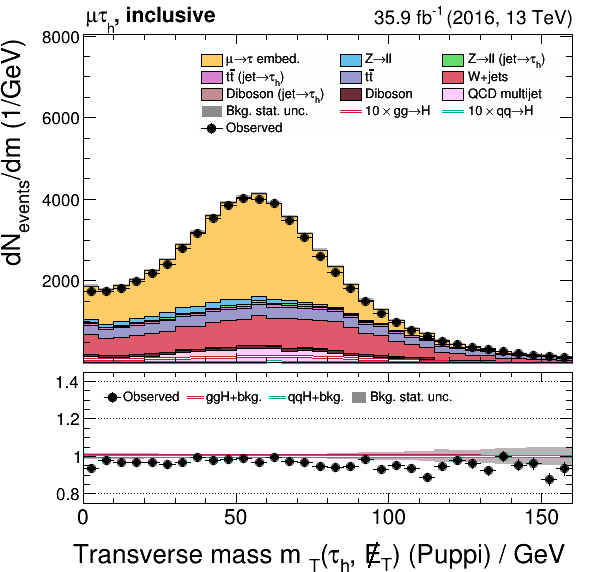 μτh, inclusive 35.9 fb-1 (2016, 13 TeV)
8000
6000
4000
2000
dNevents/dm (1/GeV)
μ→τ embed. Z→ll Z→ll (jet→τh)
tt̄ (jet→τh) tt̄ W+jets
Diboson (jet→τh) Diboson QCD multijet
Bkg. stat. unc. 10 × gg→H 10 × qq→H
Observed
1.4
1.2
1
0.8
Observed ggH+bkg. qqH+bkg. Bkg. stat. unc.
0 50 100 150
Transverse mass m T(τh, E̸T) (Puppi) / GeV